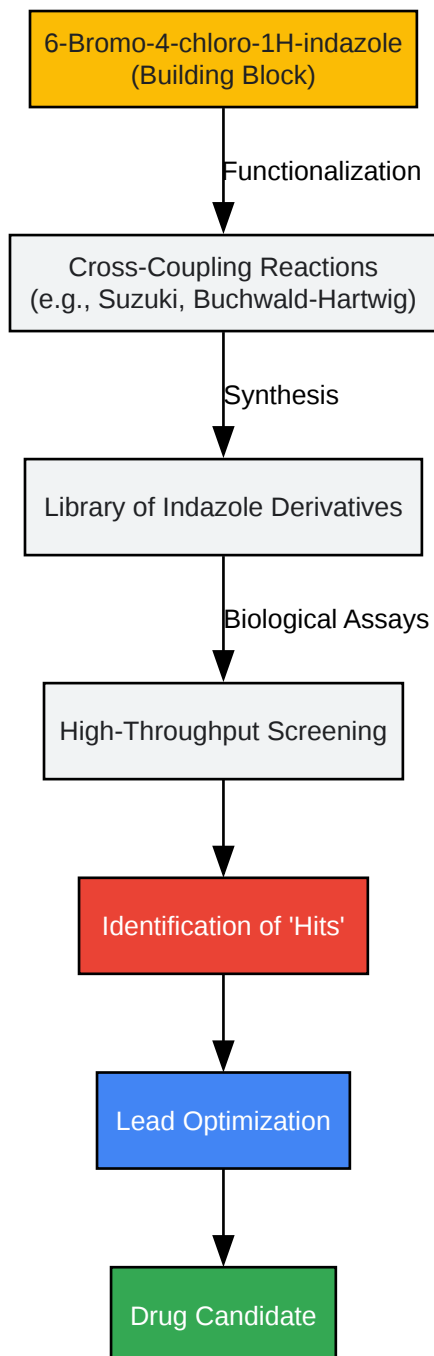 6-Bromo-4-chloro-1H-indazole
(Building Block)
Functionalization
Cross-Coupling Reactions
(e.g., Suzuki, Buchwald-Hartwig)
Synthesis
Library of Indazole Derivatives
Biological Assays
High-Throughput Screening
Identification of 'Hits'
Lead Optimization
Drug Candidate